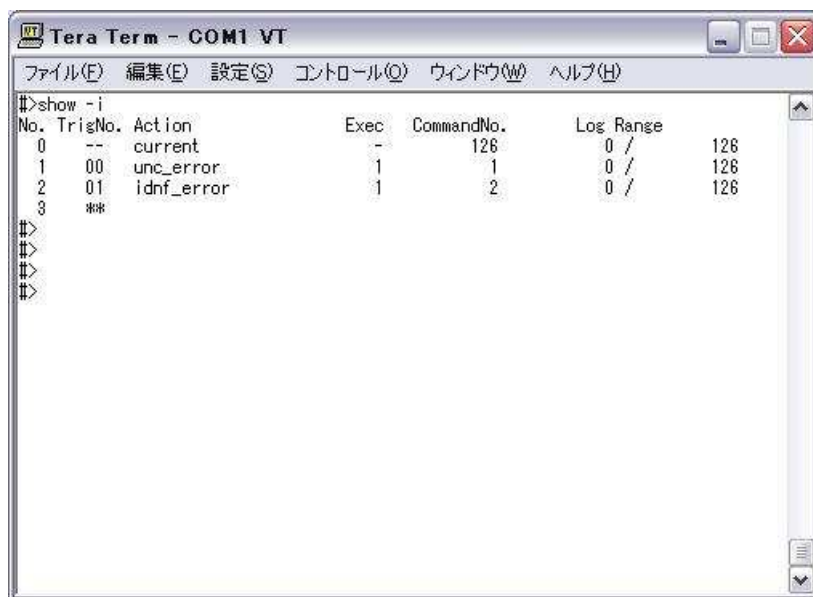 Tera Term - COM1 VT
ファイル(F) 編集(E) 設定(S) コントロール(O) ウィンドウ(W) ヘルプ(H)
#>show -i
No. TrigNo. Action Exec CommandNo. Log Range
0 -- current - 126 0 / 126
1 00 unc_error 1 1 0 / 126
2 01 idnf_error 1 2 0 / 126
3 **
#>
#>
#>
#>